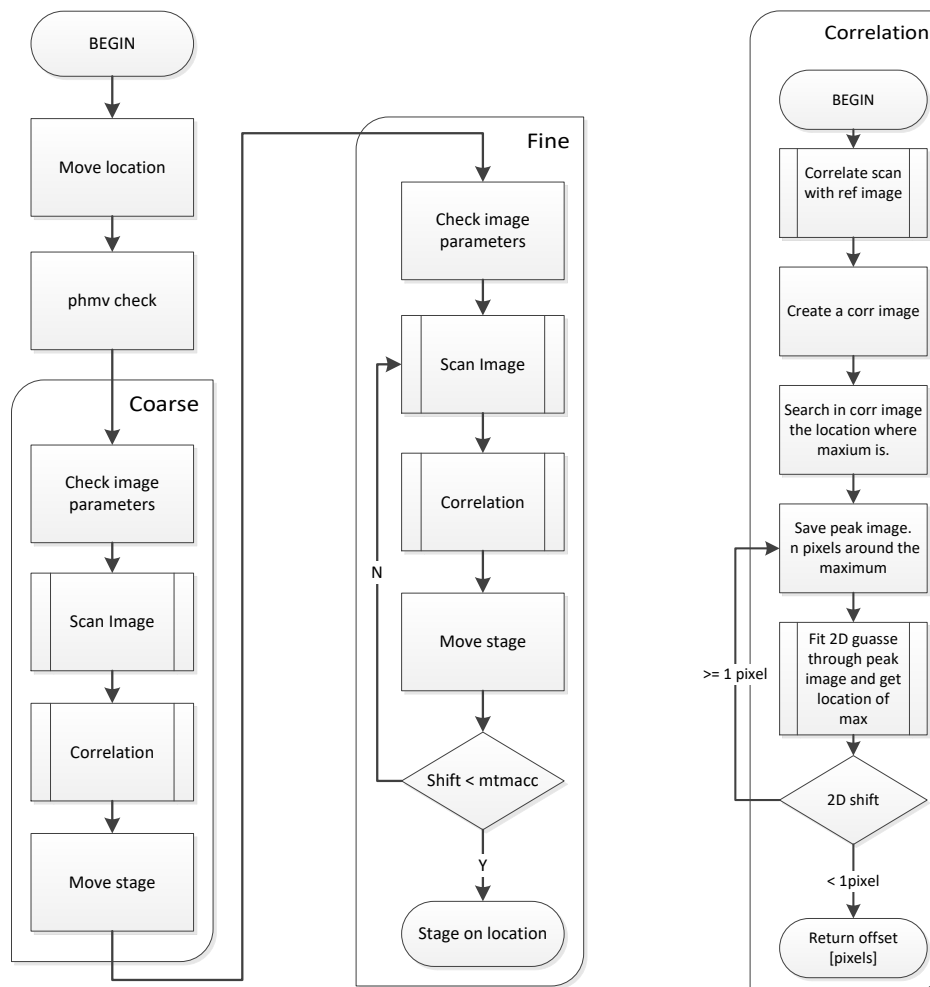 BEGIN
Move location
phmv check
Coarse
Check image
parameters
Scan Image
Correlation
Move stage
Fine
Check image
parameters
Scan Image
Correlation
N
Move stage
Shift < mtmacc
Y
Stage on location
Correlation
BEGIN
Correlate scan
with ref image
Create a corr image
Search in corr image
the location where
maxium is.
Save peak image.
n pixels around the
maximum
Fit 2D guasse
through peak
image and get
location of
max
>= 1 pixel
2D shift
< 1pixel
Return offset
[pixels]